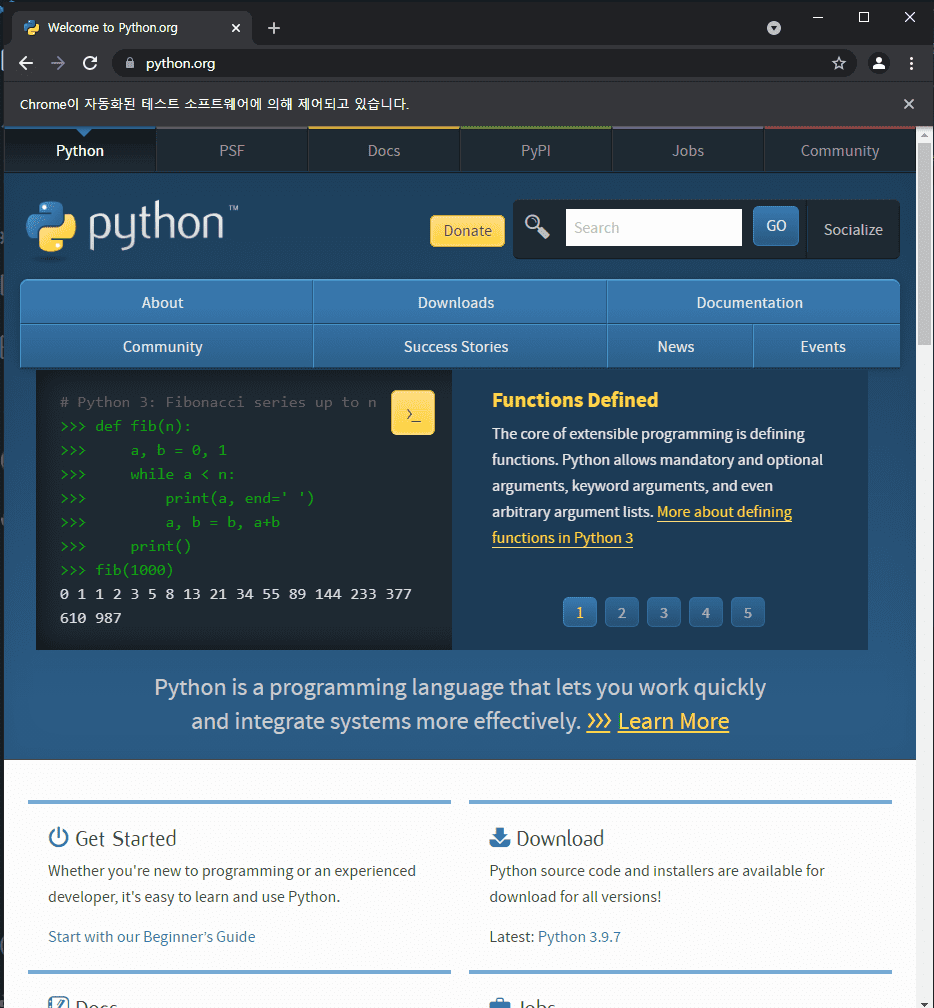 Welcome to Python.org
python.org
Chrome이 자동화된 테스트 소프트웨어에 의해 제어되고 있습니다.
Python PSF Docs PyPI Jobs Community
python™
Donate Search GO Socialize
About Downloads Documentation
Community Success Stories News Events
# Python 3: Fibonacci series up to n
>>> def fib(n):
>>>     a, b = 0, 1
>>>     while a < n:
>>>         print(a, end=' ')
>>>         a, b = b, a+b
>>>     print()
>>> fib(1000)
0 1 1 2 3 5 8 13 21 34 55 89 144 233 377
610 987
>_
Functions Defined
The core of extensible programming is defining
functions. Python allows mandatory and optional
arguments, keyword arguments, and even
arbitrary argument lists. More about defining
functions in Python 3
1 2 3 4 5
Python is a programming language that lets you work quickly
and integrate systems more effectively. >>> Learn More
Get Started
Whether you're new to programming or an experienced
developer, it's easy to learn and use Python.
Start with our Beginner’s Guide
Download
Python source code and installers are available for
download for all versions!
Latest: Python 3.9.7
Docs
Jobs